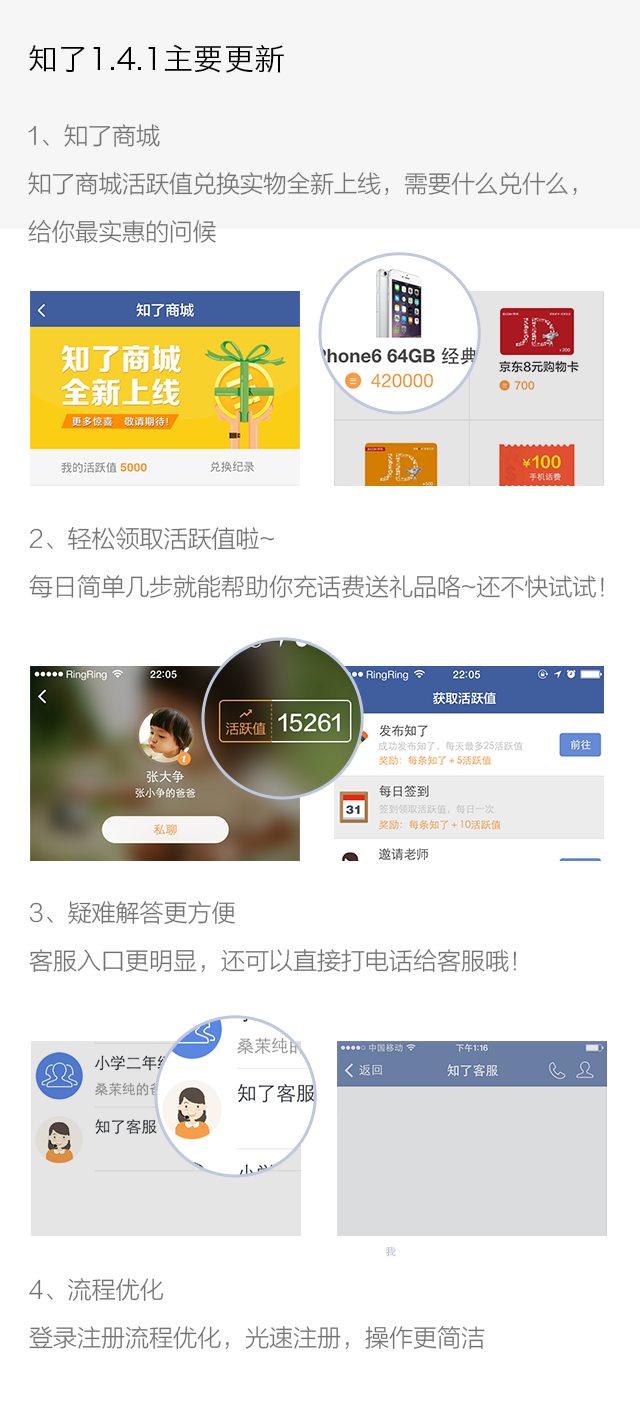 知了1.4.1主要更新
1、知了商城
知了商城活跃值兑换实物全新上线，需要什么兑什么，
给你最实惠的问候
知了商城
知了商城
全新上线
更多惊喜 敬请期待！
我的活跃值 5000
兑换纪录
Phone6 64GB 经典
420000
JD
¥200
京东8元购物卡
700
JD
¥500
¥100
手机话费
2、轻松领取活跃值啦~
每日简单几步就能帮助你充话费送礼品咯~还不快试试！
RingRing
22:05
张大争
张小争的爸爸
私聊
活跃值
15261
RingRing
22:05
获取活跃值
发布知了
成功发布知了，每天最多25活跃值
奖励：每条知了＋5活跃值
前往
31
每日签到
签到领取活跃值，每日一次
奖励：每条知了＋10活跃值
邀请老师
3、疑难解答更方便
客服入口更明显，还可以直接打电话给客服哦！
小学二年级
桑茉纯的爸
知了客服
桑茉纯的
知了客服
小学
中国移动
下午1:16
返回
知了客服
我
4、流程优化
登录注册流程优化，光速注册，操作更简洁